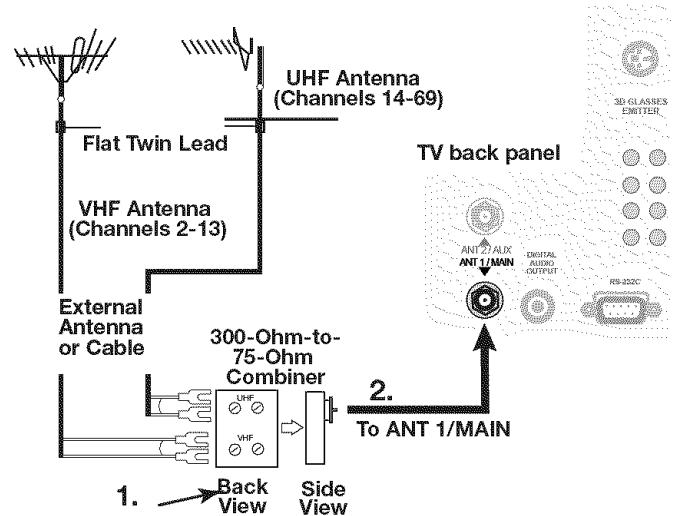 UHF Antenna
(Channels 14-69)
3D GLASSES
EMITTER
Flat Twin Lead
TV back panel
VHF Antenna
(Channels 2-13)
ANT 2 / AUX
ANT 1 / MAIN
DIGITAL
AUDIO
OUTPUT
RS-232C
External
Antenna
or Cable
300-Ohm-to-
75-Ohm
Combiner
UHF
VHF
2.
To ANT 1/MAIN
1.
Back
View
Side
View